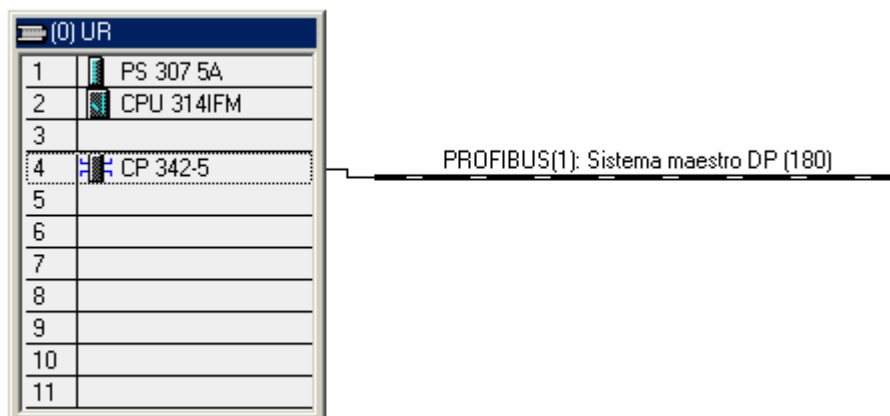 (0) UR
1 PS 307 5A
2 CPU 314IFM
3
4 CP 342-5
PROFIBUS(1): Sistema maestro DP (180)
5
6
7
8
9
10
11